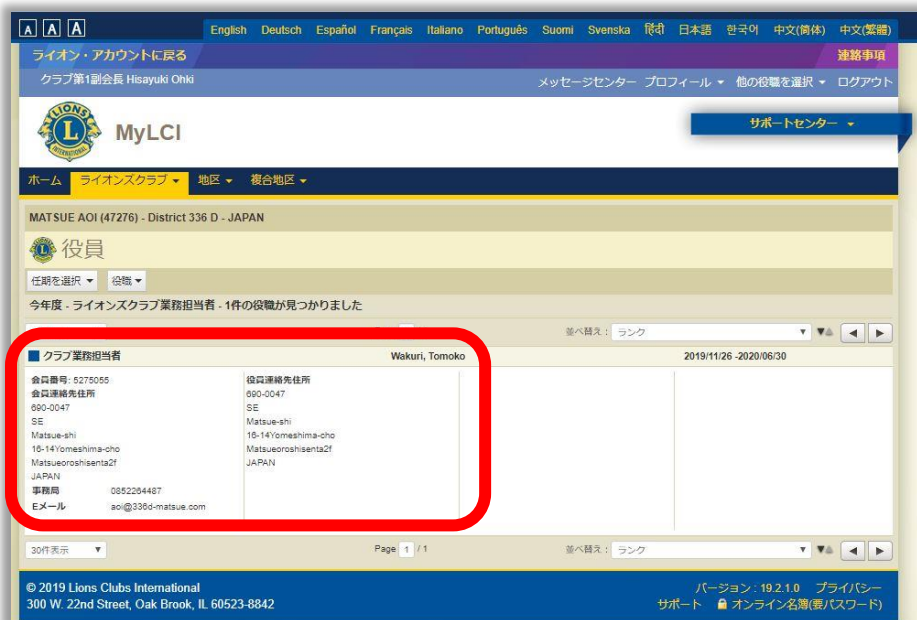 A A A English Deutsch Español Français Italiano Português Suomi Svenska हिंदी 日本語 한국어 中文(简体) 中文(繁體)
ライオン・アカウントに戻る 連絡事項
クラブ第1副会長 Hisayuki Ohki メッセージセンター プロフィール ▼ 他の役職を選択 ▼ ログアウト
LIONS
L
INTERNATIONAL
MyLCI
サポートセンター
ホーム ライオンズクラブ ▼ 地区 ▼ 複合地区 ▼
MATSUE AOI (47276) - District 336 D - JAPAN
役員
任期を選択 ▼ 役職 ▼
今年度 - ライオンズクラブ業務担当者 - 1件の役職が見つかりました
並べ替え : ランク
クラブ業務担当者 Wakuri, Tomoko 2019/11/26 -2020/06/30
会員番号: 5275055
会員連絡先住所
690-0047
SE
Matsue-shi
16-14Yomeshima-cho
Matsueoroshisenta2f
JAPAN
事務局 0852264487
Eメール aoi@336d-matsue.com
役員連絡先住所
690-0047
SE
Matsue-shi
16-14Yomeshima-cho
Matsueoroshisenta2f
JAPAN
30件表示 ▼ Page 1 / 1 並べ替え : ランク
© 2019 Lions Clubs International
300 W. 22nd Street, Oak Brook, IL 60523-8842
バージョン : 19.2.1.0 プライバシー
サポート オンライン名簿(要パスワード)